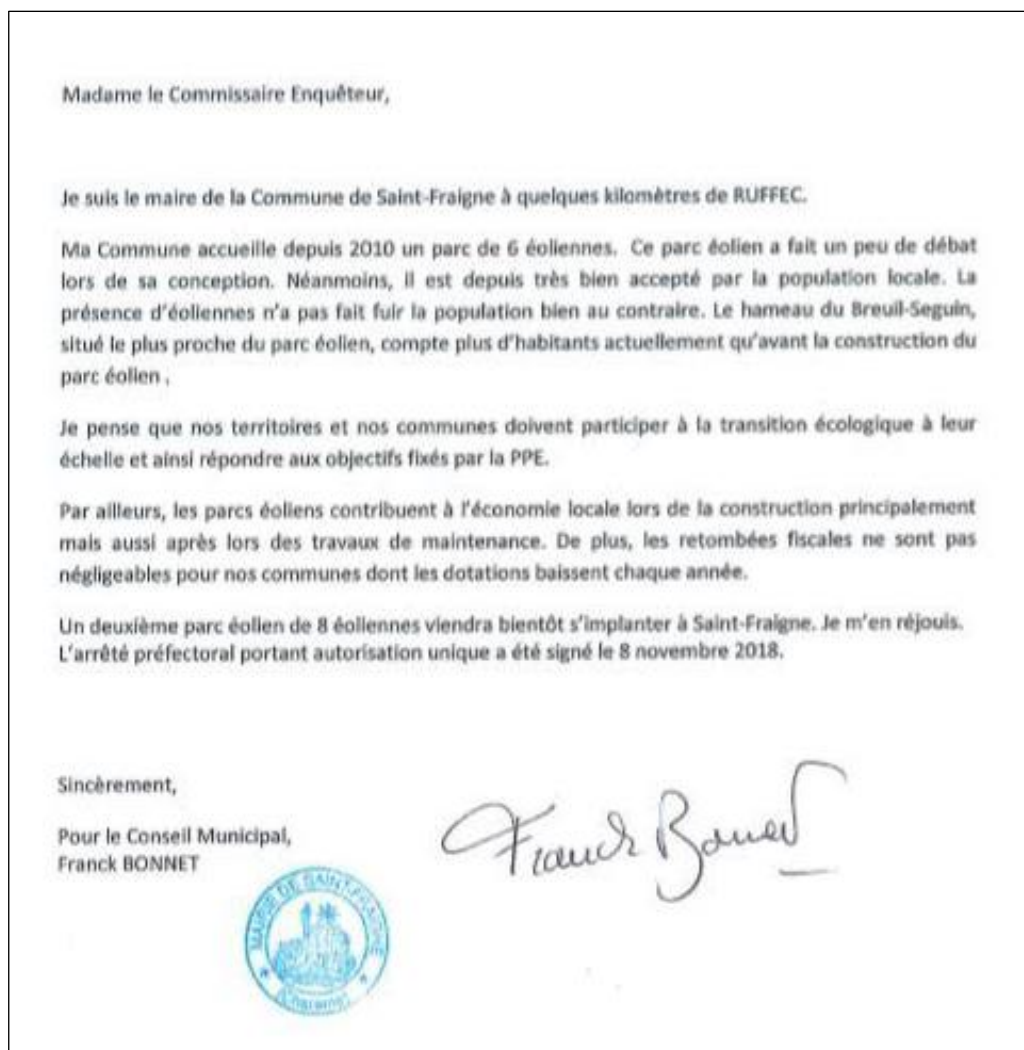 Madame le Commissaire Enquêteur,
Je suis le maire de la Commune de Saint-Fraigne à quelques kilomètres de RUFFEC.
Ma Commune accueille depuis 2010 un parc de 6 éoliennes. Ce parc éolien a fait un peu de débat
lors de sa conception. Néanmoins, il est depuis très bien accepté par la population locale. La
présence d'éoliennes n'a pas fait fuir la population bien au contraire. Le hameau du Breuil-Seguin,
situé le plus proche du parc éolien, compte plus d'habitants actuellement qu'avant la construction du
parc éolien .
Je pense que nos territoires et nos communes doivent participer à la transition écologique à leur
échelle et ainsi répondre aux objectifs fixés par la PPE.
Par ailleurs, les parcs éoliens contribuent à l'économie locale lors de la construction principalement
mais aussi après lors des travaux de maintenance. De plus, les retombées fiscales ne sont pas
négligeables pour nos communes dont les dotations baissent chaque année.
Un deuxième parc éolien de 8 éoliennes viendra bientôt s'implanter à Saint-Fraigne. Je m'en réjouis.
L'arrêté préfectoral portant autorisation unique a été signé le 8 novembre 2018.
Sincèrement,
Pour le Conseil Municipal,
Franck BONNET
Franck Bonnet
MAIRIE DE SAINT-FRAIGNE
(Charente)